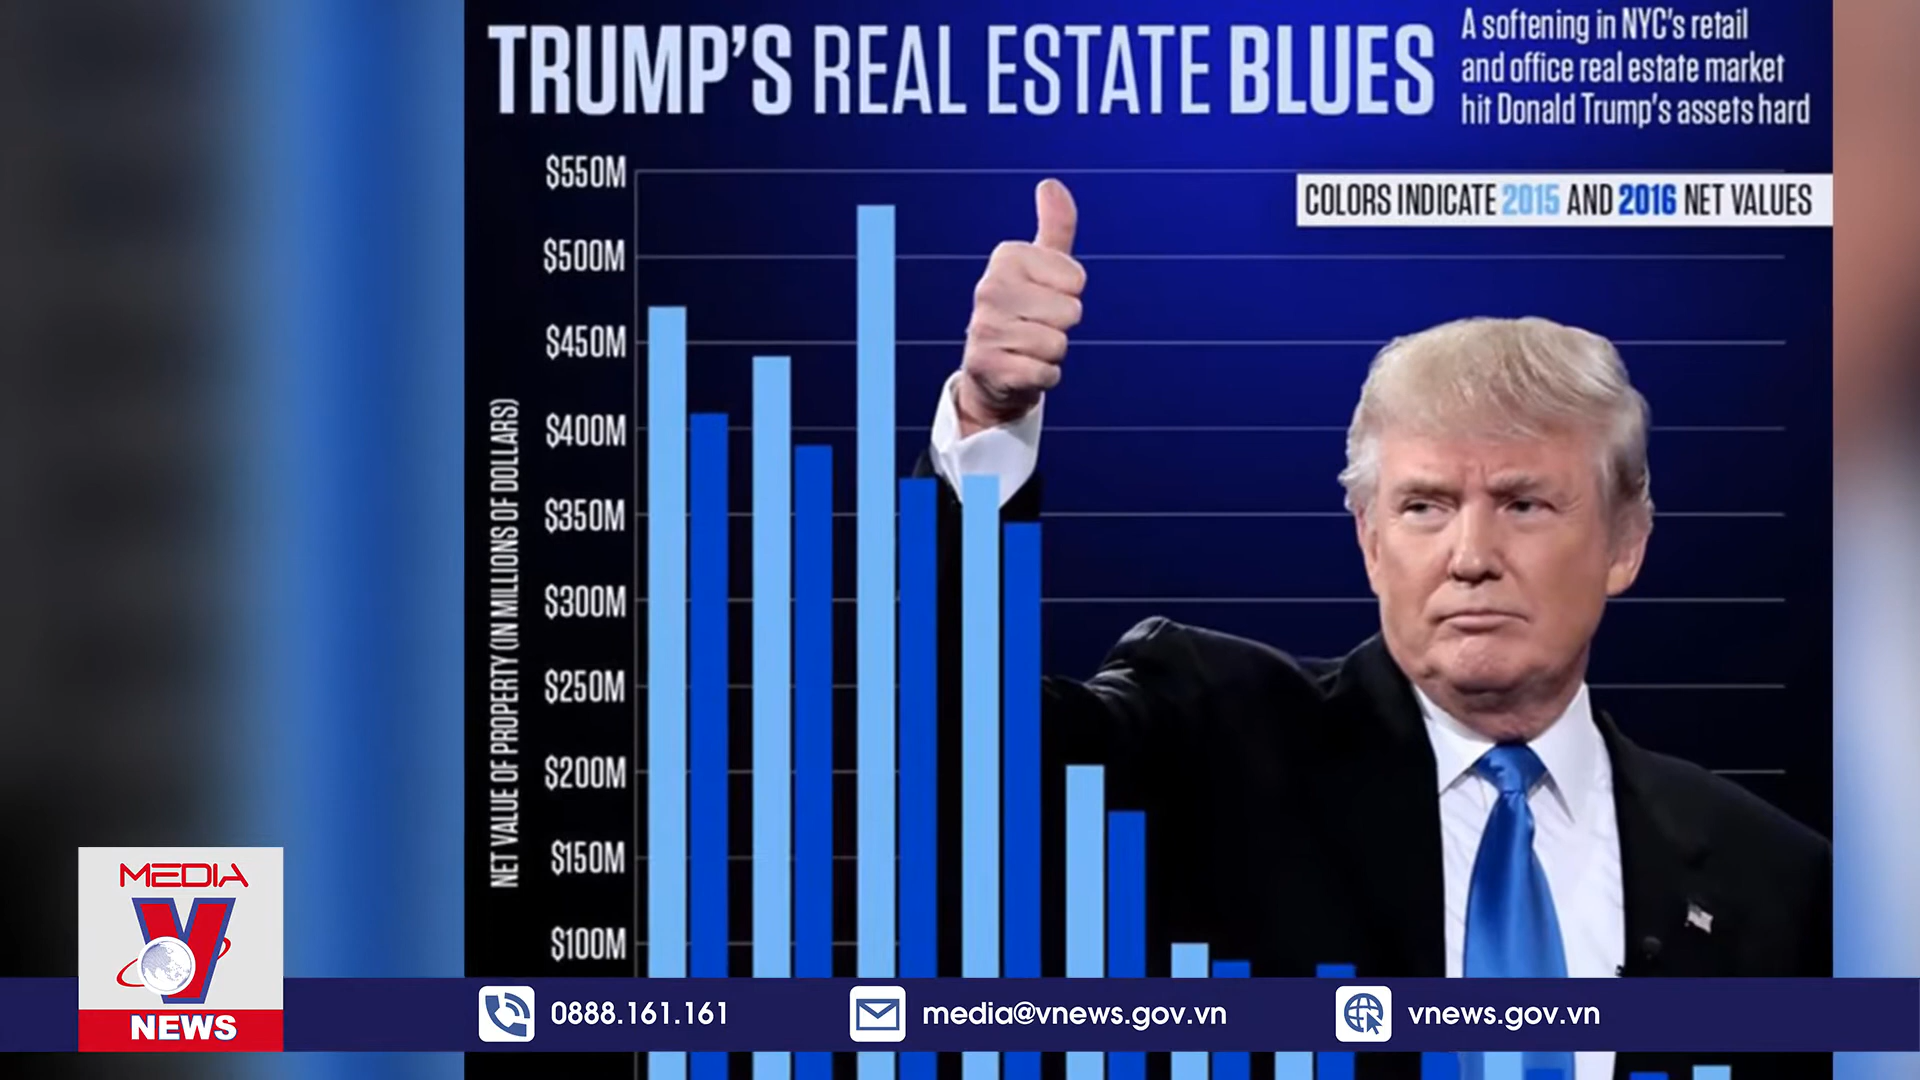 TRUMP'S REAL ESTATE BLUES
A softening in NYC's retail
and office real estate market
hit Donald Trump's assets hard
COLORS INDICATE 2015 AND 2016 NET VALUES
NET VALUE OF PROPERTY (IN MILLIONS OF DOLLARS)
$550M
$500M
$450M
$400M
$350M
$300M
$250M
$200M
$150M
$100M
MEDIA
V
NEWS
0888.161.161
media@vnews.gov.vn
vnews.gov.vn